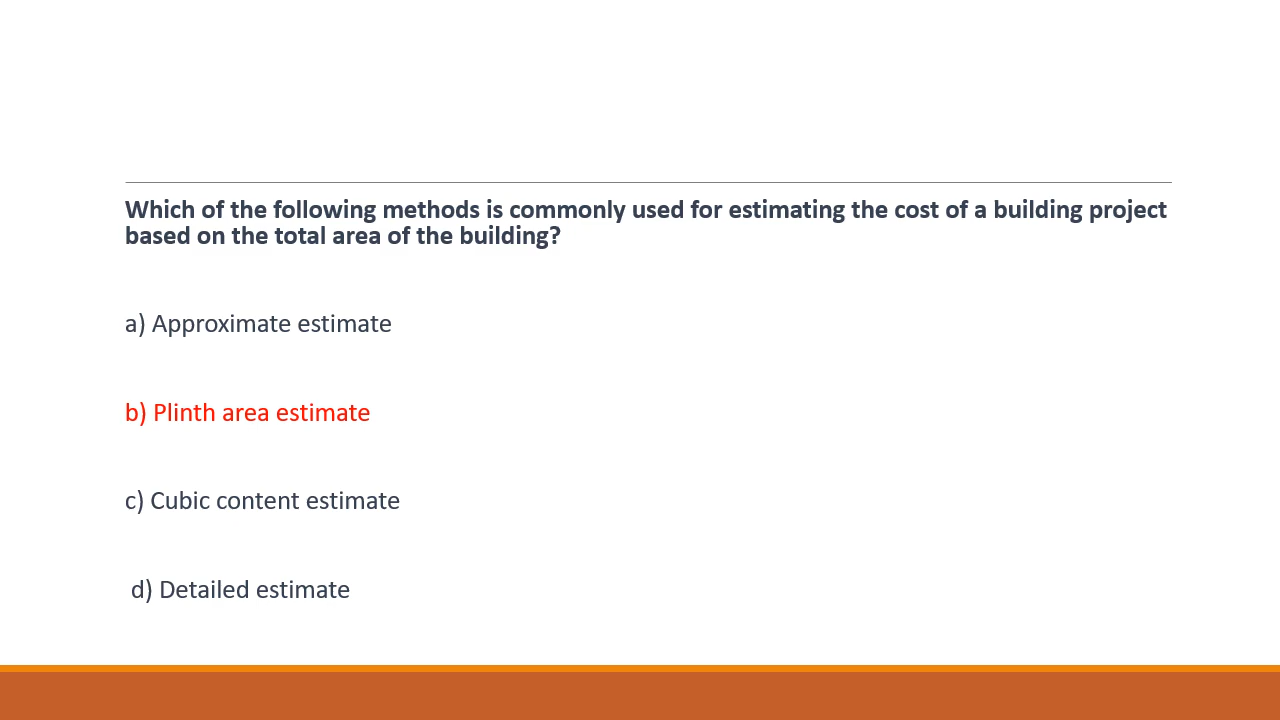 Which of the following methods is commonly used for estimating the cost of a building project
based on the total area of the building?
a) Approximate estimate
b) Plinth area estimate
c) Cubic content estimate
d) Detailed estimate